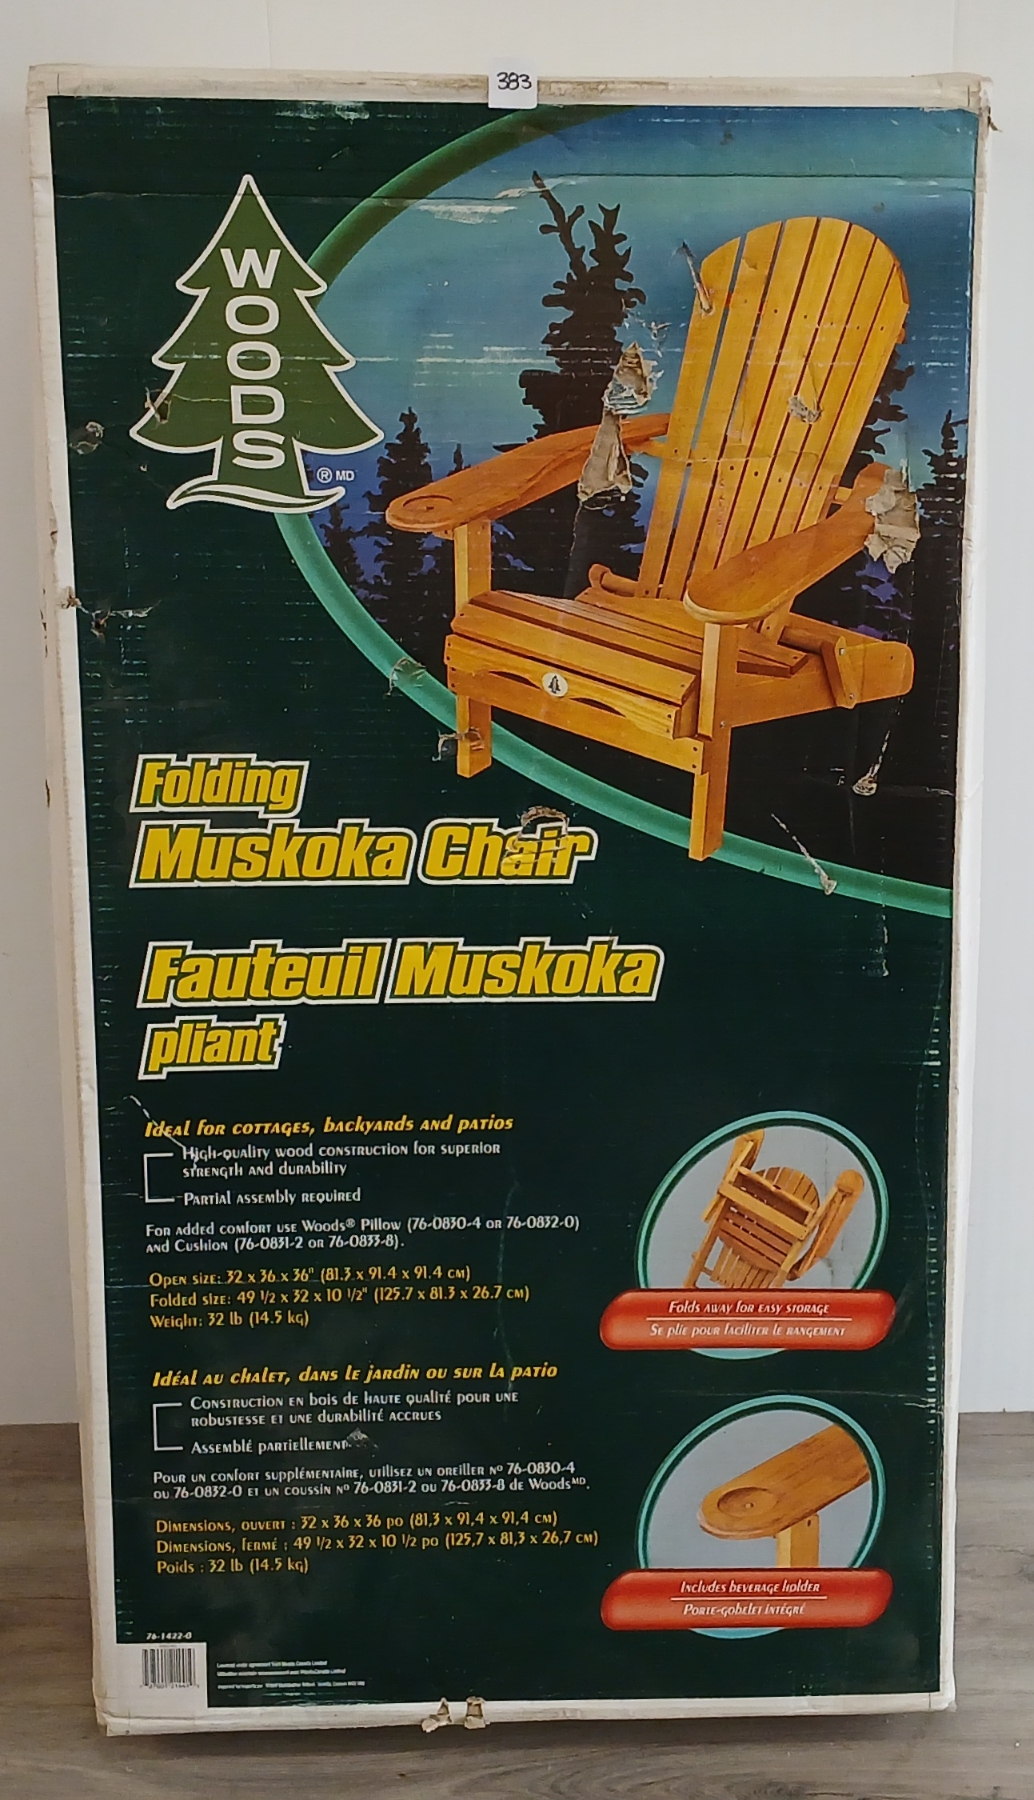 383
WOODS
® MD
Folding
Muskoka Chair
Fauteuil Muskoka
pliant
Ideal for cottages, backyards and patios
High-quality wood construction for superior
strength and durability
Partial assembly required
For added comfort use Woods® Pillow (76-0830-4 or 76-0832-0)
and Cushion (76-0831-2 or 76-0833-8).
Open size: 32 x 36 x 36" (81.3 x 91.4 x 91.4 cm)
Folded size: 49 1/2 x 32 x 10 1/2" (125.7 x 81.3 x 26.7 cm)
Weight: 32 lb (14.5 kg)
Folds away for easy storage
Se plie pour faciliter le rangement
Idéal au chalet, dans le jardin ou sur la patio
Construction en bois de haute qualité pour une
robustesse et une durabilité accrues
Assemblé partiellement
Pour un confort supplémentaire, utilisez un oreiller Nº 76-0830-4
ou 76-0832-0 et un coussin Nº 76-0831-2 ou 76-0833-8 de Woods MD.
Dimensions, ouvert : 32 x 36 x 36 po (81,3 x 91,4 x 91,4 cm)
Dimensions, fermé : 49 1/2 x 32 x 10 1/2 po (125,7 x 81,3 x 26,7 cm)
Poids : 32 lb (14.5 kg)
Includes beverage holder
Porte-gobelet intégré
76-1422-0